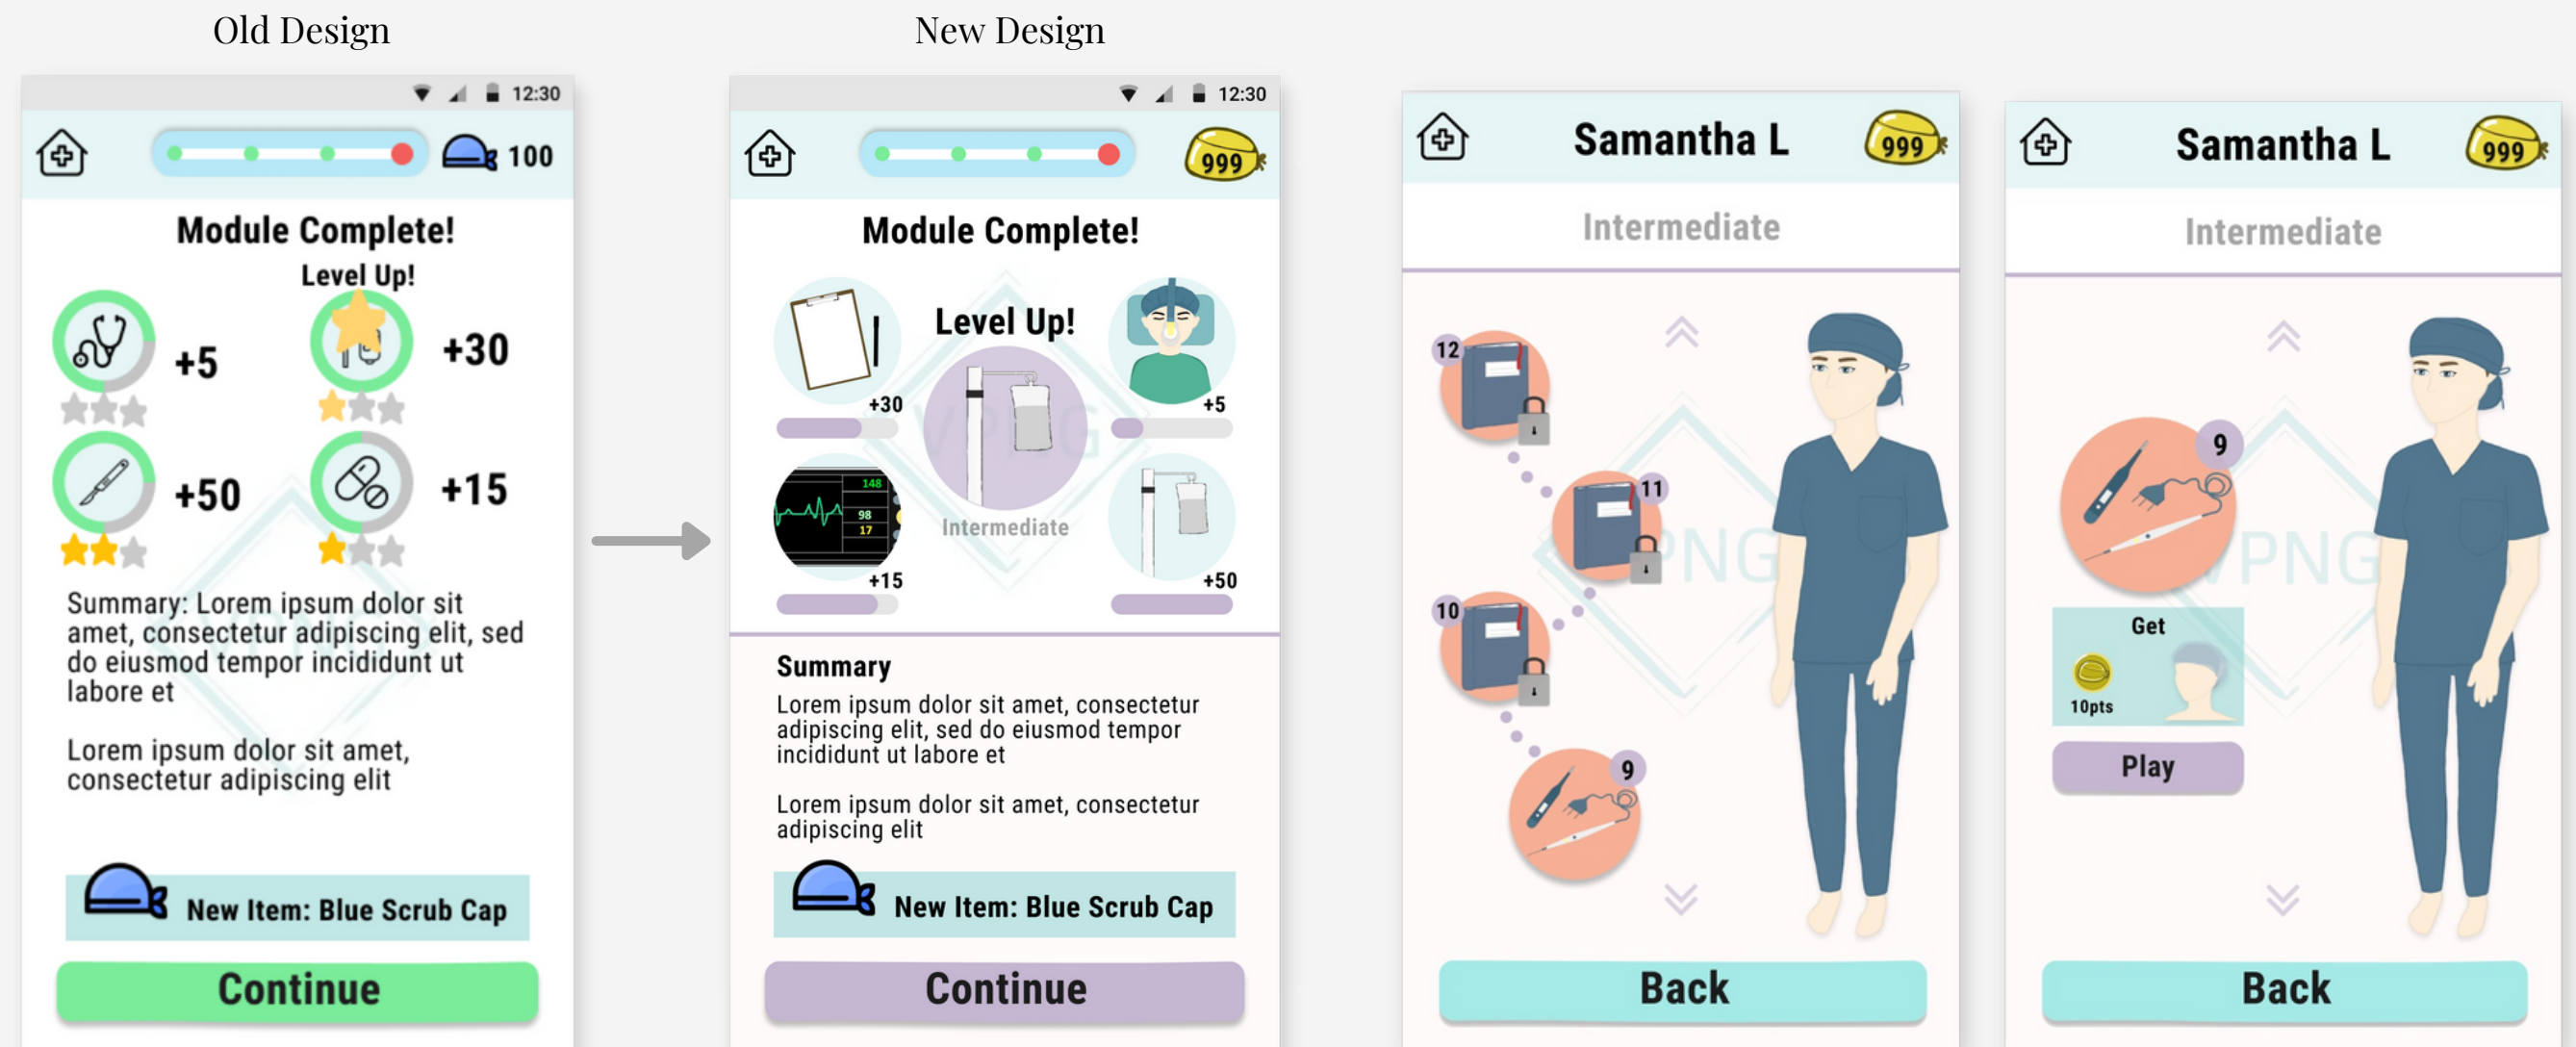 Old Design
12:30
100
Module Complete!
Level Up!
+5
+30
+50
+15
Summary: Lorem ipsum dolor sit
amet, consectetur adipiscing elit, sed
do eiusmod tempor incididunt ut
labore et
Lorem ipsum dolor sit amet,
consectetur adipiscing elit
New Item: Blue Scrub Cap
Continue
New Design
12:30
999
Module Complete!
Level Up!
+30
+5
VPNG
148
98
17
Intermediate
+15
+50
Summary
Lorem ipsum dolor sit amet, consectetur
adipiscing elit, sed do eiusmod tempor
incididunt ut labore et
Lorem ipsum dolor sit amet, consectetur
adipiscing elit
New Item: Blue Scrub Cap
Continue
Samantha L
999
Intermediate
12
11
PNG
10
9
Back
Samantha L
999
Intermediate
9
VPNG
Get
10pts
Play
Back